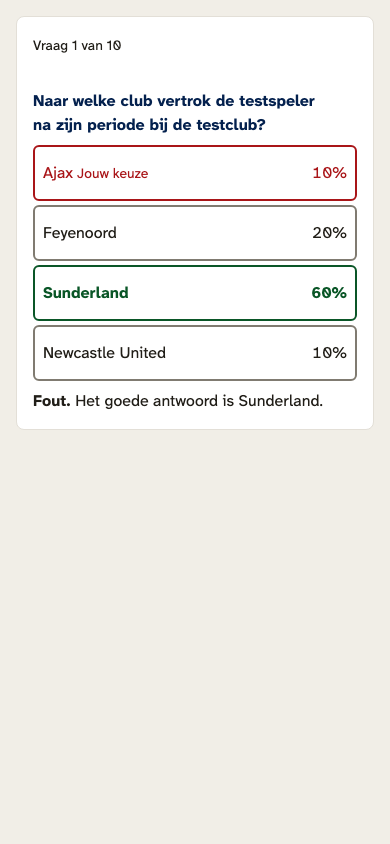 Vraag 1 van 10
Naar welke club vertrok de testspeler
na zijn periode bij de testclub?
Ajax Jouw keuze 10%
Feyenoord 20%
Sunderland 60%
Newcastle United 10%
Fout. Het goede antwoord is Sunderland.